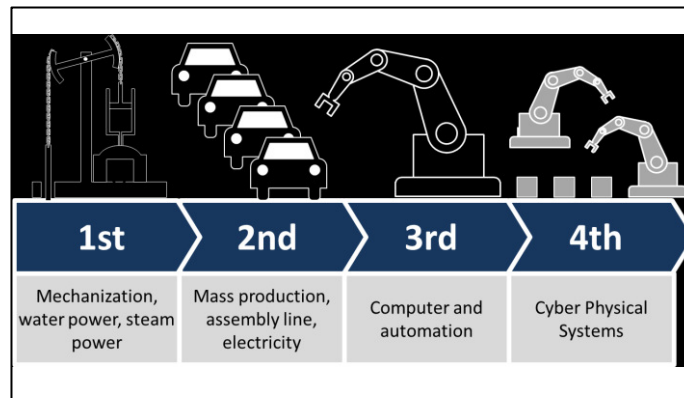 1st
2nd
3rd
4th
Mechanization,
water power, steam
power
Mass production,
assembly line,
electricity
Computer and
automation
Cyber Physical
Systems